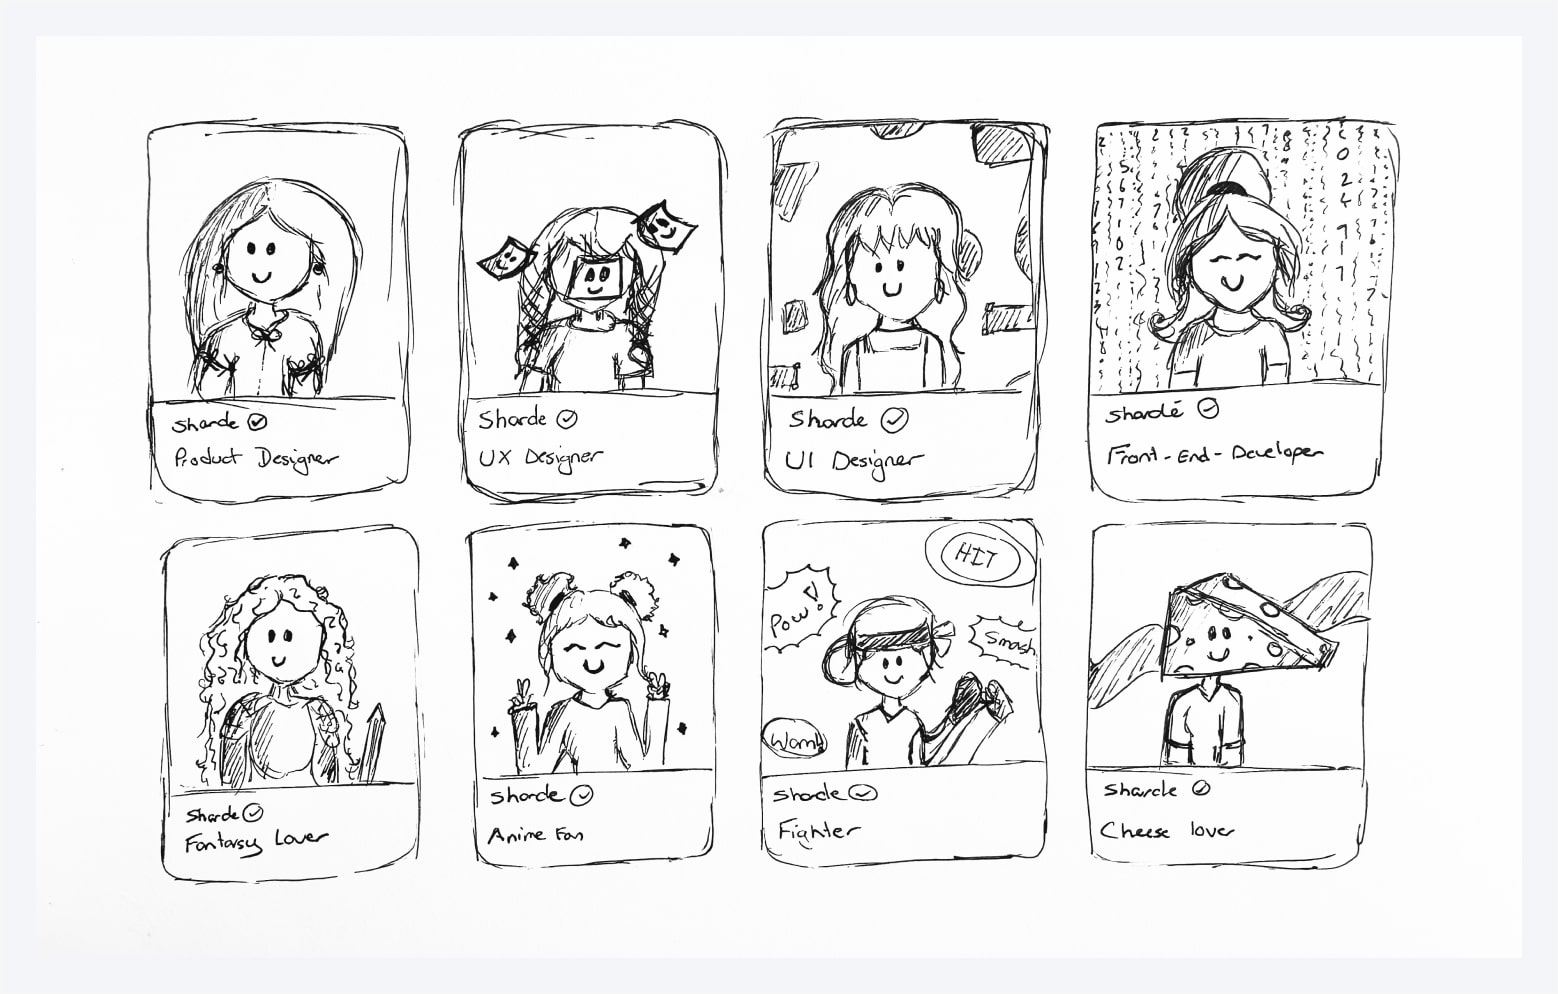 Sharde
Product Designer
Sharde
UX Designer
Sharde
UI Designer
Shardé
Front-End-Developer
Sharde
Fantasy Lover
Sharde
Anime Fan
HIT
Pow!
Smash
Wom!
Sharde
Fighter
Sharde
Cheese lover